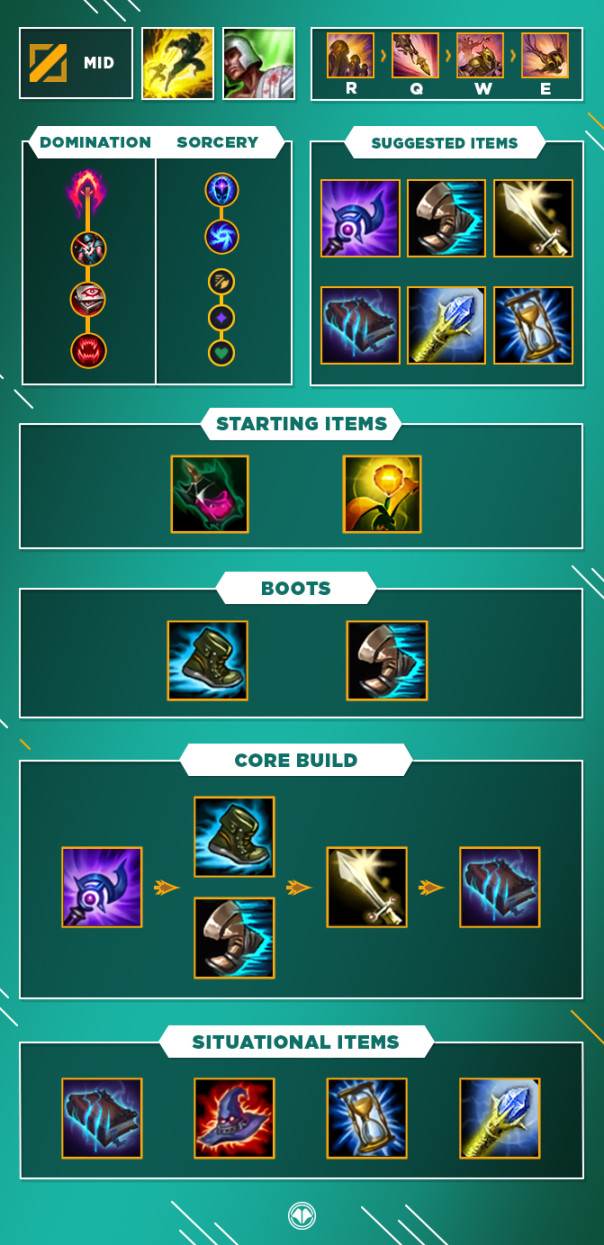 MID
R Q W E
DOMINATION SORCERY
SUGGESTED ITEMS
STARTING ITEMS
BOOTS
CORE BUILD
SITUATIONAL ITEMS